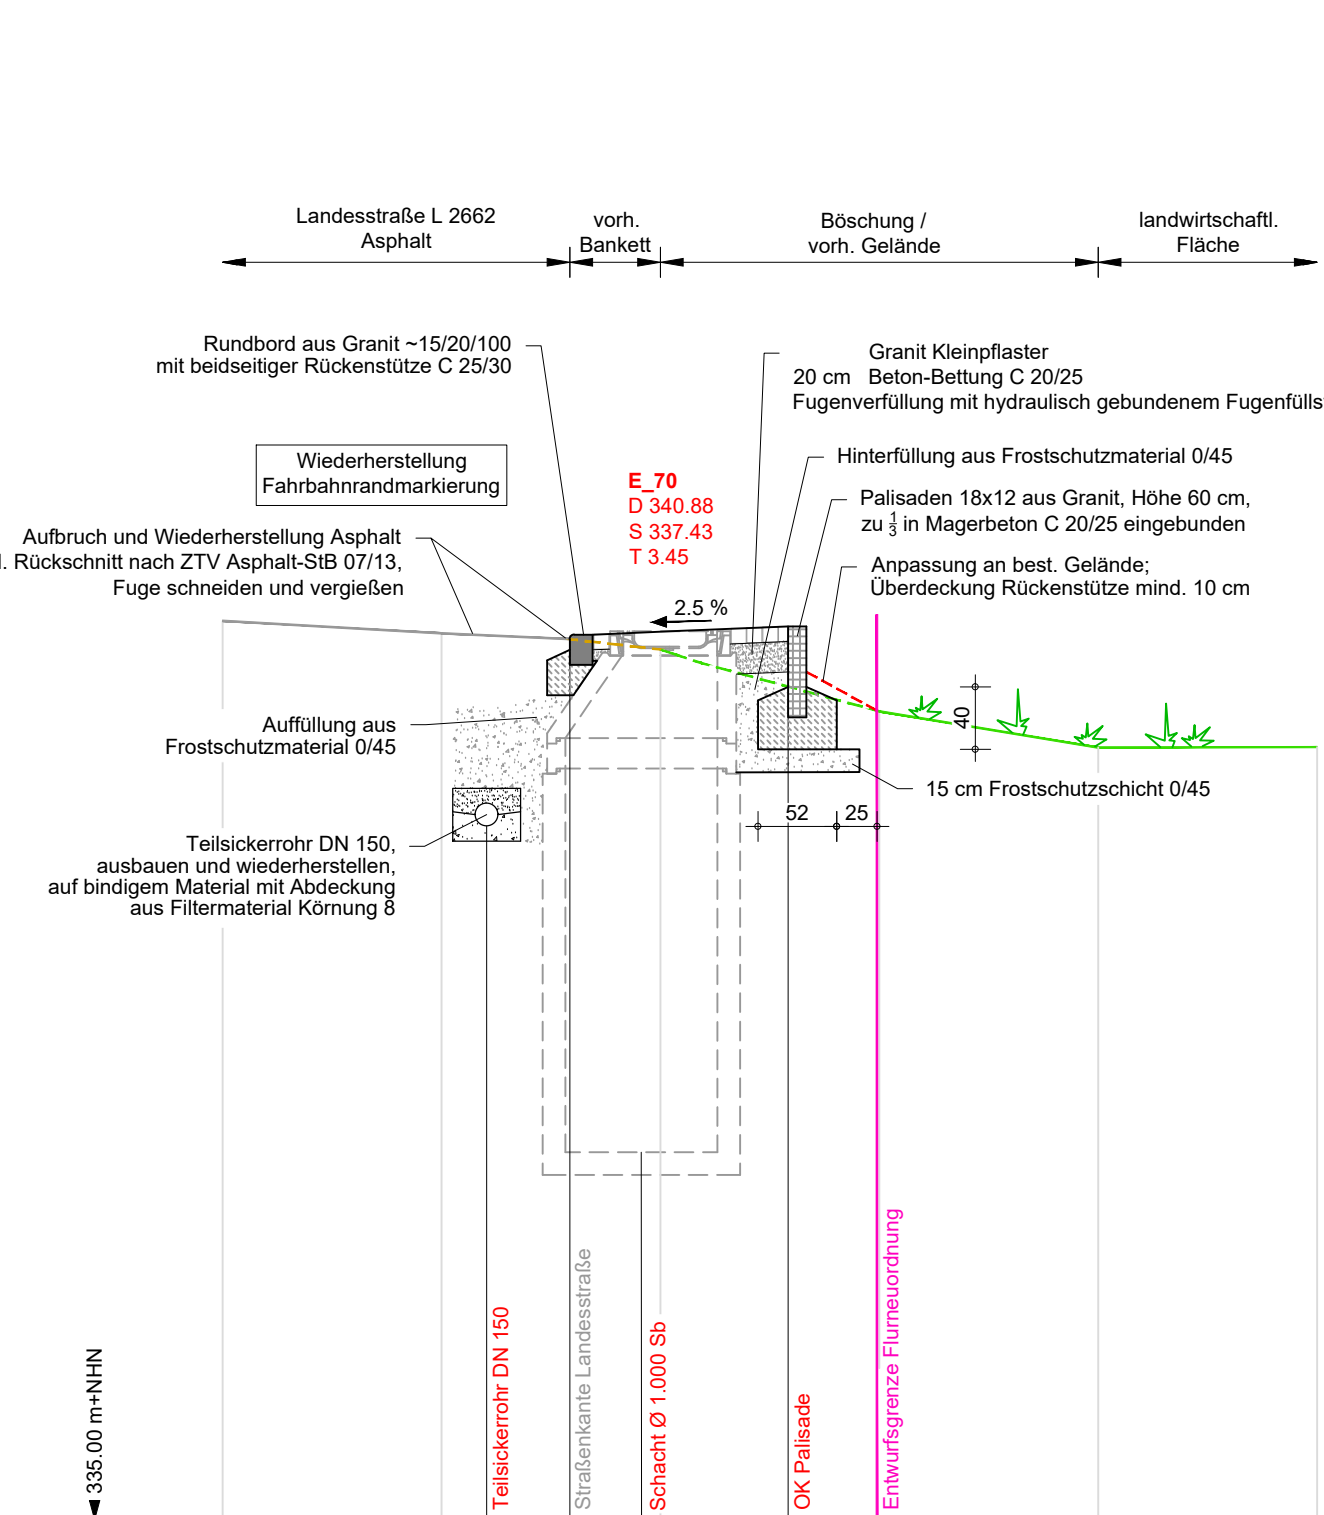 Landesstraße L 2662
Asphalt
vorh.
Bankett
Böschung /
vorh. Gelände
landwirtschaftl.
Fläche
Rundbord aus Granit ~15/20/100
mit beidseitiger Rückenstütze C 25/30
Granit Kleinpflaster
20 cm Beton-Bettung C 20/25
Fugenverfüllung mit hydraulisch gebundenem
Wiederherstellung
Fahrbahnrandmarkierung
E_70
D 340.88
S 337.43
T 3.45
Hinterfüllung aus Frostschutzmaterial 0/45
Palisaden 18x12 aus Granit, Höhe 60 cm,
zu 1/3 in Magerbeton C 20/25 eingebunden
Aufbruch und Wiederherstellung Asphalt
Rückschnitt nach ZTV Asphalt-StB 07/13,
Fuge schneiden und vergießen
Anpassung an best. Gelände;
Überdeckung Rückenstütze mind. 10 cm
2.5 %
40
Auffüllung aus
Frostschutzmaterial 0/45
15 cm Frostschutzschicht 0/45
52
25
Teilsickerrohr DN 150,
ausbauen und wiederherstellen,
auf bindigem Material mit Abdeckung
aus Filtermaterial Körnung 8
335.00 m+NHN
Teilsickerrohr DN 150
Straßenkante Landesstraße
Schacht Ø 1.000 Sb
OK Palisade
Entwurfsgrenze Flurneuordnung